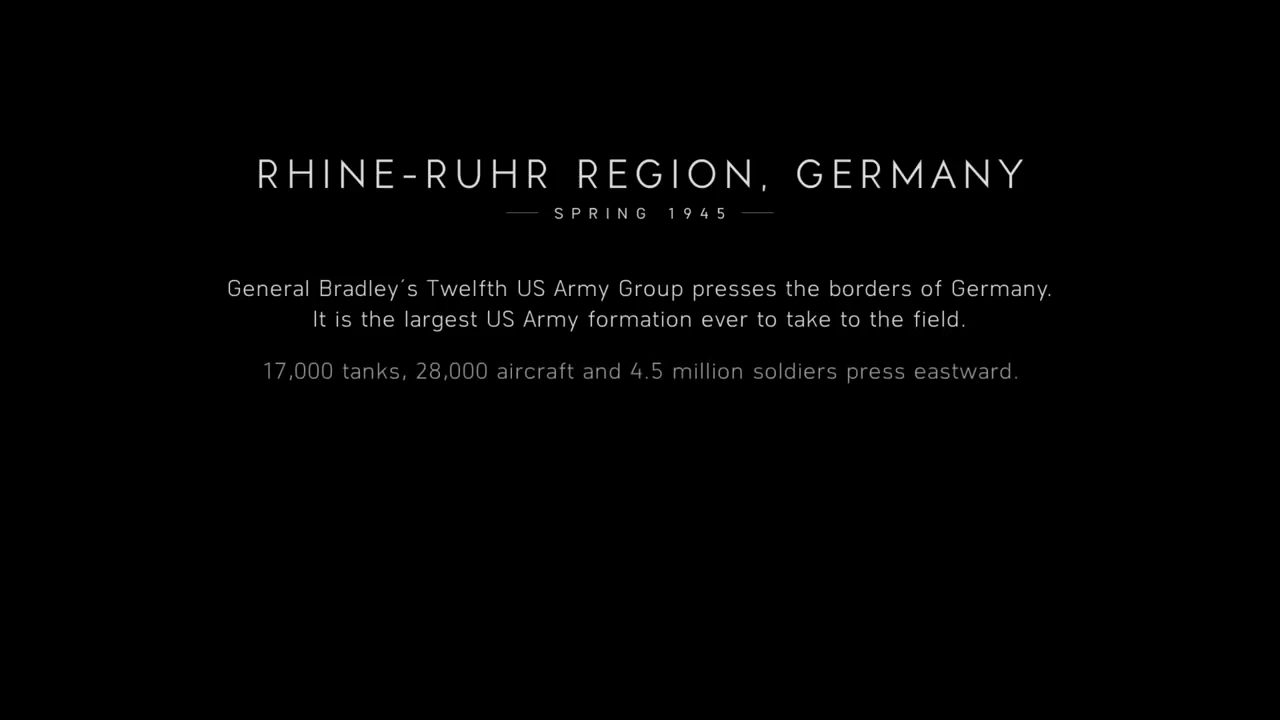 RHINE-RUHR REGION, GERMANY
SPRING 1945
General Bradley´s Twelfth US Army Group presses the borders of Germany.
It is the largest US Army formation ever to take to the field.
17,000 tanks, 28,000 aircraft and 4.5 million soldiers press eastward.